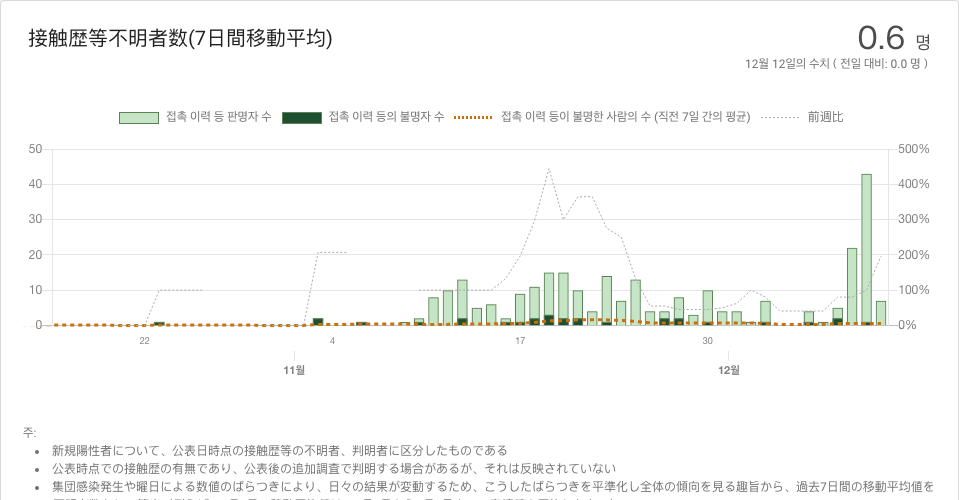 接触歴等不明者数(7日間移動平均)
0.6 名
12월 12일의 수치 ( 전일 대비: 0.0 명 )
접촉 이력 등 판명자 수 접촉 이력 등의 불명자 수 접촉 이력 등이 불명한 사람의 수 (직전 7일 간의 평균) 前週比
50 500%
40 400%
30 300%
20 200%
10 100%
0 0%
22 4 17 30
11월 12월
주:
• 新規陽性者について、公表日時点の接触歴等の不明者、判明者に区分したものである
• 公表時点での接触歴の有無であり、公表後の追加調査で判明する場合があるが、それは反映されていない
• 集団感染発生や曜日による数値のばらつきにより、日々の結果が変動するため、こうしたばらつきを平準化し全体の傾向を見る趣旨から、過去7日間の移動平均値を